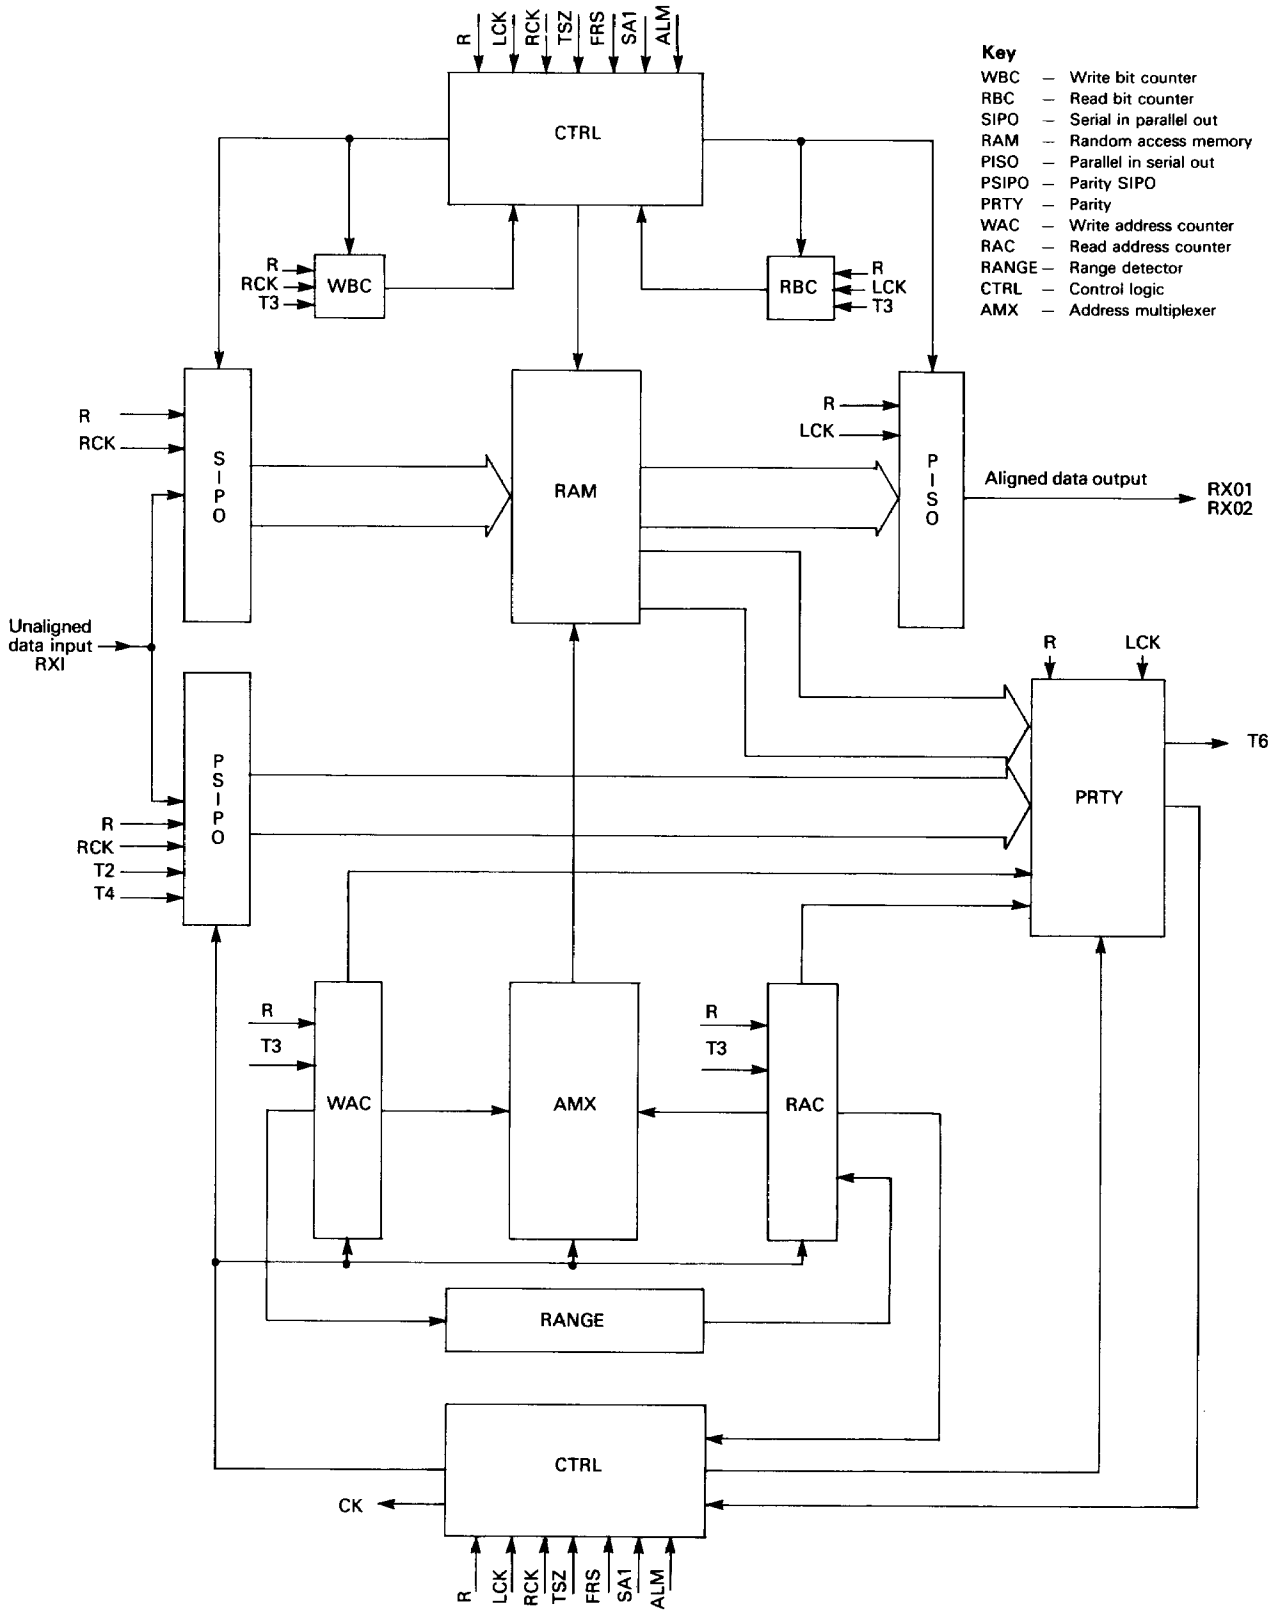 R
LCK
RCK
TSZ
FRS
SA1
ALM
CTRL
Key
WBC – Write bit counter
RBC – Read bit counter
SIPO – Serial in parallel out
RAM – Random access memory
PISO – Parallel in serial out
PSIPO – Parity SIPO
PRTY – Parity
WAC – Write address counter
RAC – Read address counter
RANGE – Range detector
CTRL – Control logic
AMX – Address multiplexer
R
RCK
T3
WBC
RBC
R
LCK
T3
R
RCK
SIPO
RAM
R
LCK
PISO
Aligned data output
RX01
RX02
Unaligned
data input
RXI
R
LCK
PRTY
T6
PSIPO
R
RCK
T2
T4
R
T3
WAC
AMX
R
T3
RAC
RANGE
CTRL
CK
R
LCK
RCK
TSZ
FRS
SA1
ALM